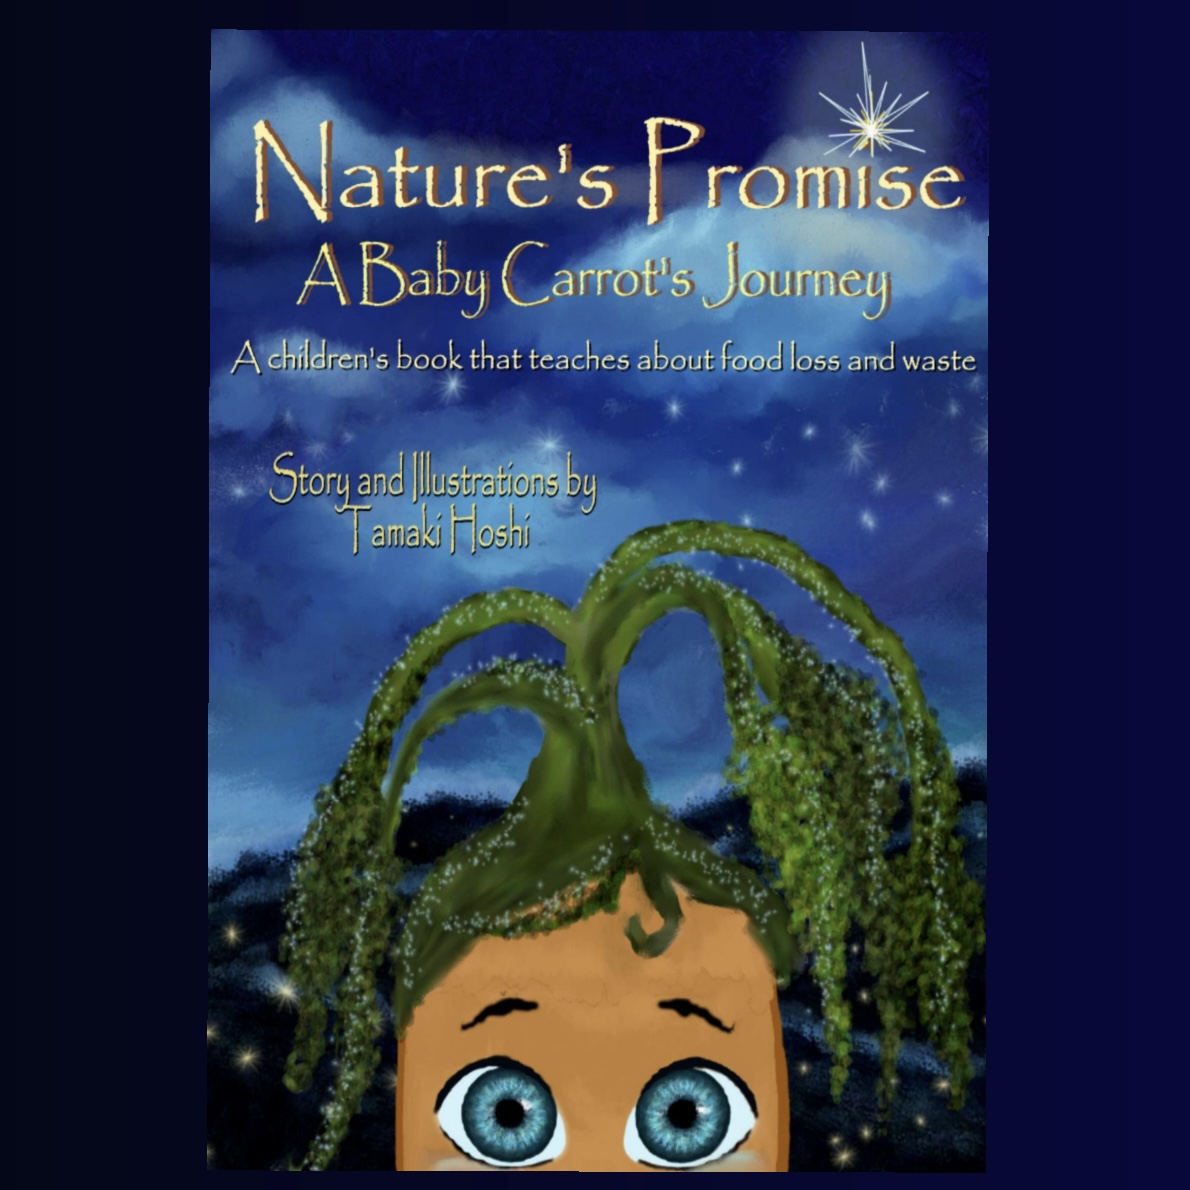 Nature's Promise
A Baby Carrot's Journey
A children's book that teaches about food loss and waste
Story and Illustrations by
Tamaki Hoshi